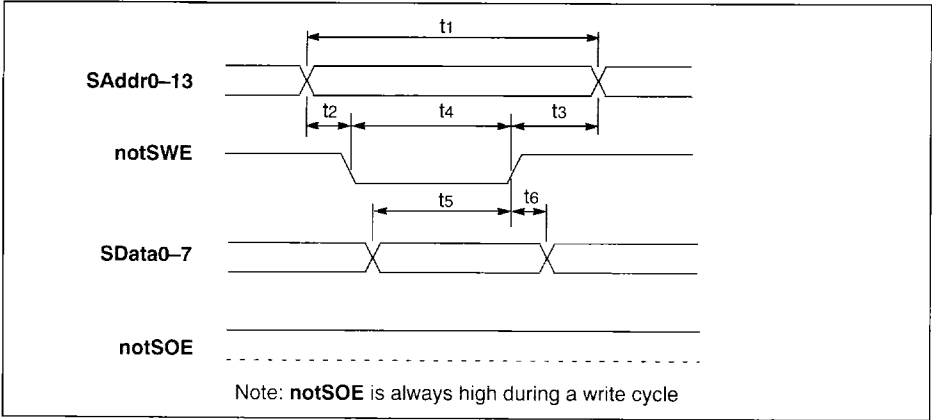 t1
SAddr0–13
t2 t4 t3
notSWE
t5 t6
SData0–7
notSOE
Note: notSOE is always high during a write cycle